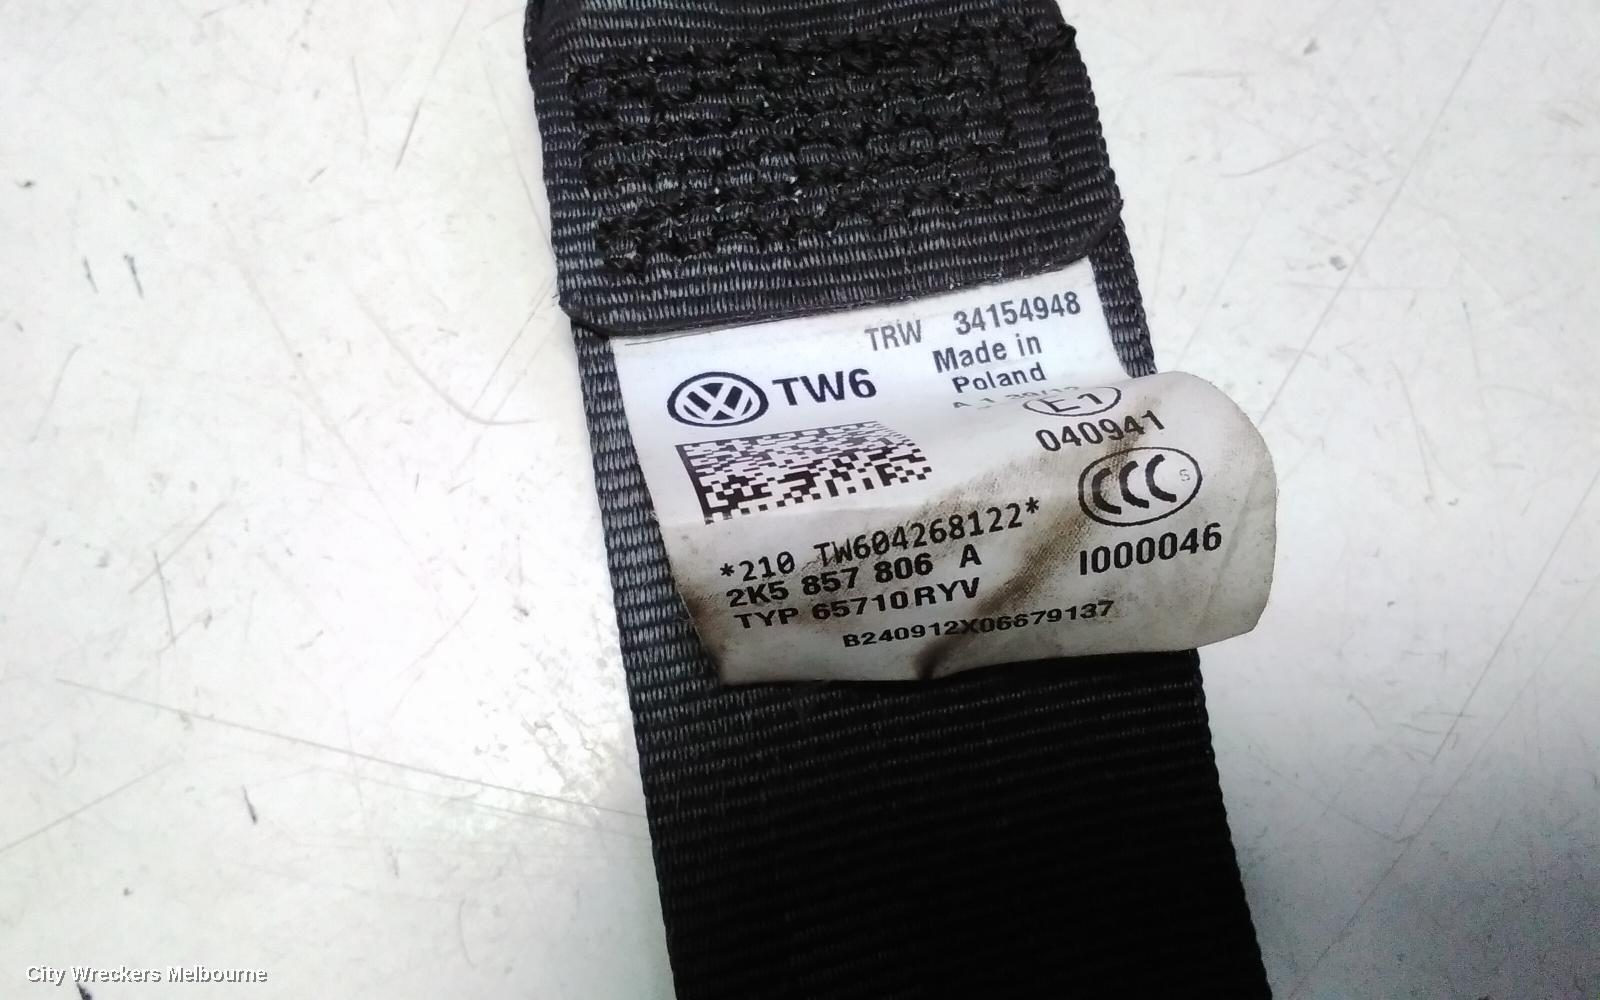 TRW 34154948
Made in
Poland
TW6
E1
040941
CCC S
I000046
*210 TW604268122*
2K5 857 806 A
TYP 65710RYV
B240912X06679137
City Wreckers Melbourne